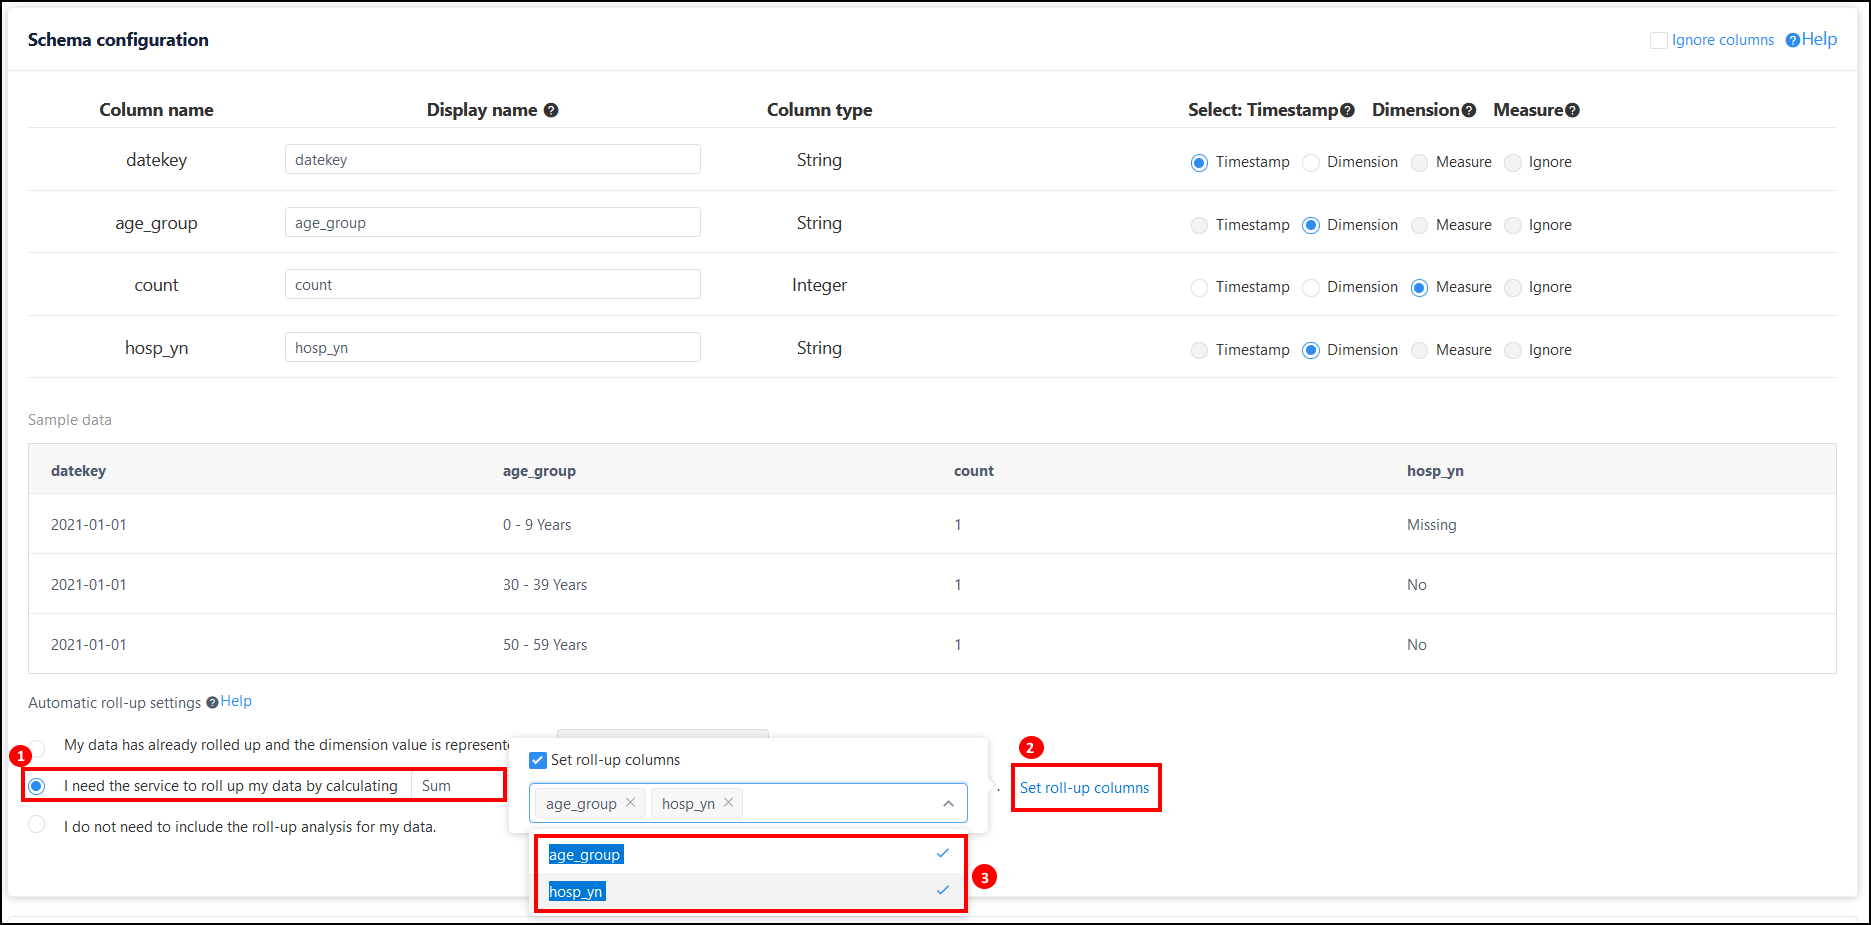 Schema configuration
Ignore columns Help
Column name Display name Column type Select: Timestamp Dimension Measure
datekey datekey String Timestamp Dimension Measure Ignore
age_group age_group String Timestamp Dimension Measure Ignore
count count Integer Timestamp Dimension Measure Ignore
hosp_yn hosp_yn String Timestamp Dimension Measure Ignore
Sample data
datekey age_group count hosp_yn
2021-01-01 0 - 9 Years 1 Missing
2021-01-01 30 - 39 Years 1 No
2021-01-01 50 - 59 Years 1 No
Automatic roll-up settings Help
My data has already rolled up and the dimension value is represente
1
I need the service to roll up my data by calculating Sum
I do not need to include the roll-up analysis for my data.
Set roll-up columns
age_group hosp_yn
.
2
Set roll-up columns
age_group
hosp_yn
3